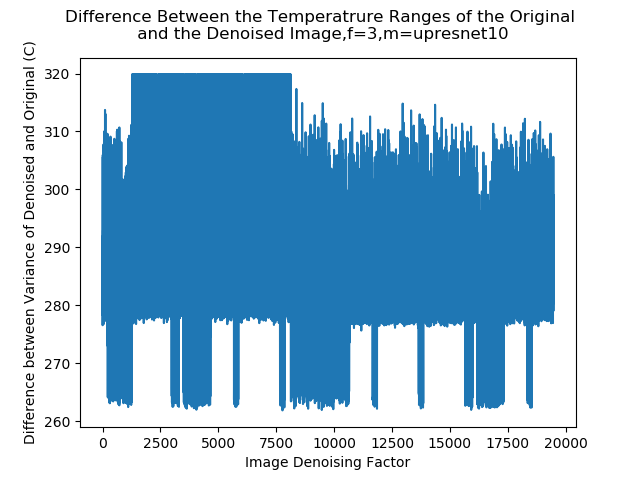 Difference Between the Temperatrure Ranges of the Original
and the Denoised Image,f=3,m=upresnet10
Difference between Variance of Denoised and Original (C)
320
310
300
290
280
270
260
0 2500 5000 7500 10000 12500 15000 17500 20000
Image Denoising Factor